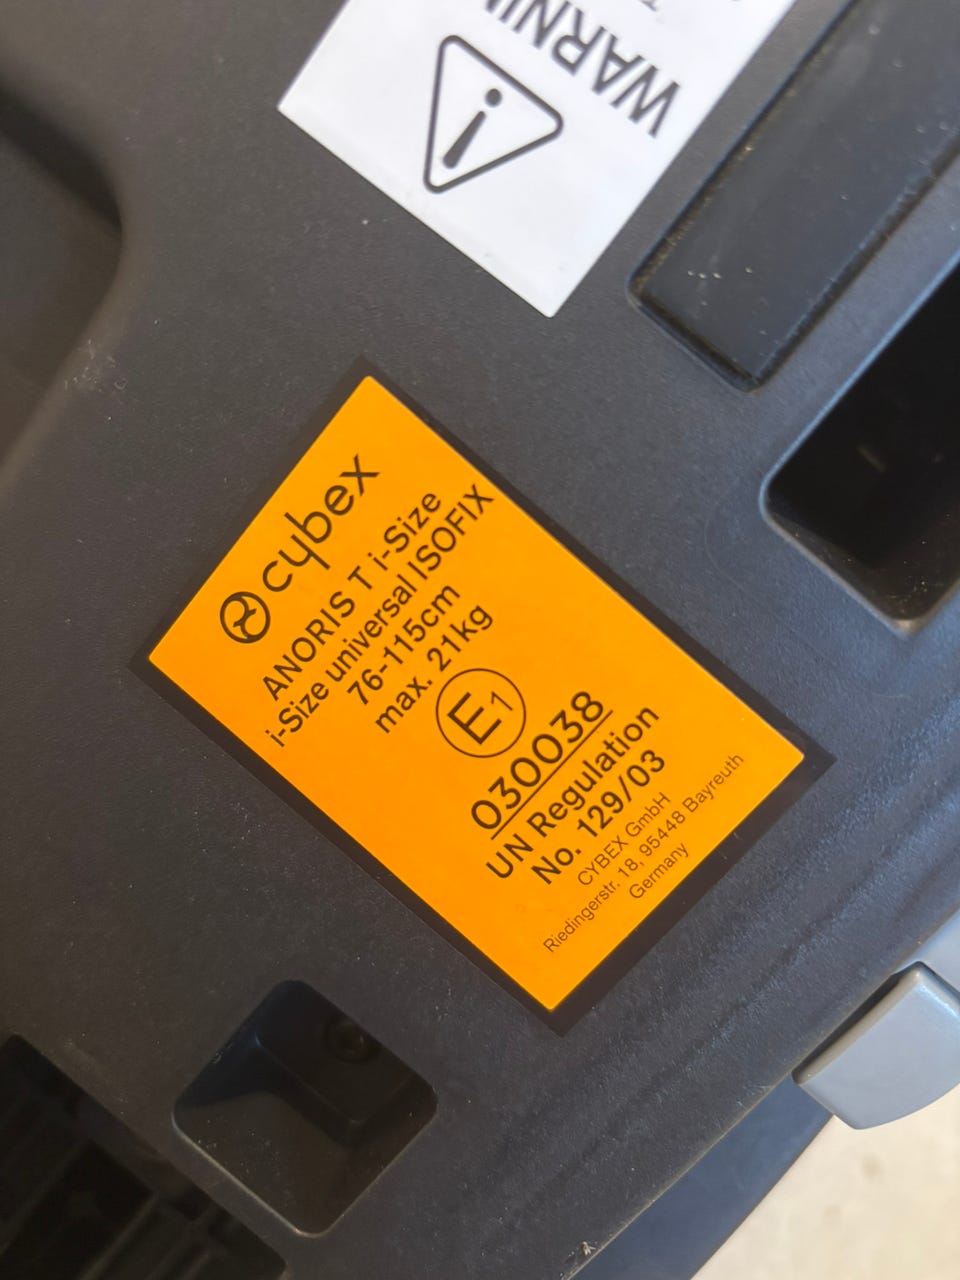 WARNI
cybex
ANORIS T i-Size
i-Size universal ISOFIX
76-115cm
max. 21kg
E1
030038
UN Regulation
No. 129/03
CYBEX GmbH
Riedingerstr. 18, 95448 Bayreuth
Germany